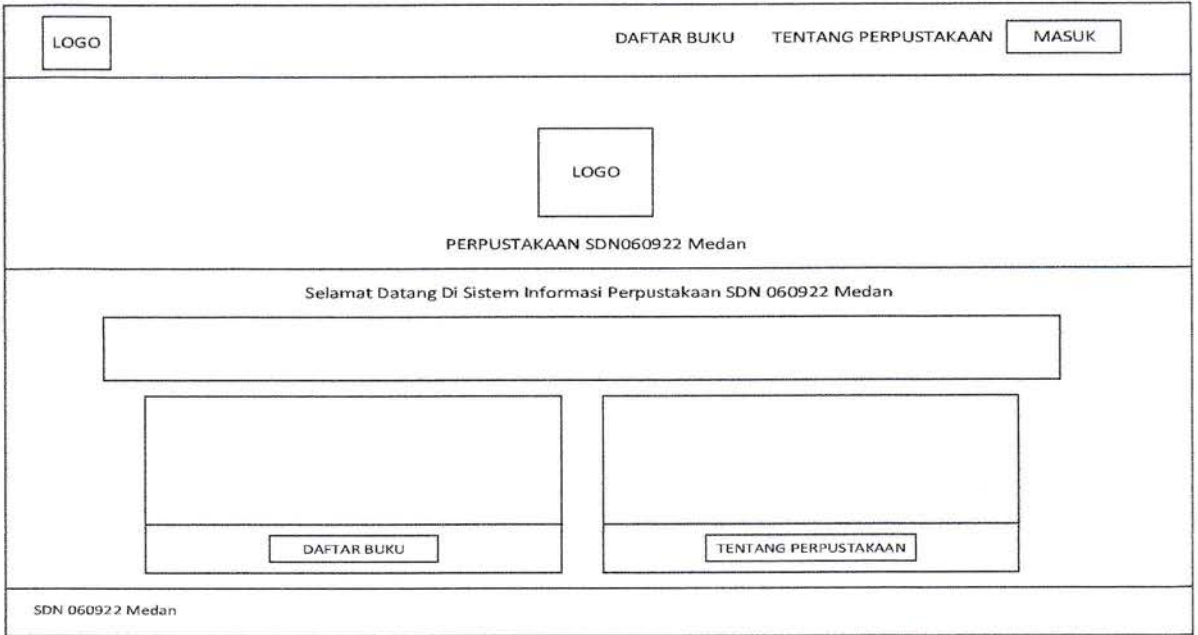 LOGO
DAFTAR BUKU TENTANG PERPUSTAKAAN MASUK
LOGO
PERPUSTAKAAN SDN060922 Medan
Selamat Datang Di Sistem Informasi Perpustakaan SDN 060922 Medan
DAFTAR BUKU
TENTANG PERPUSTAKAAN
SDN 060922 Medan